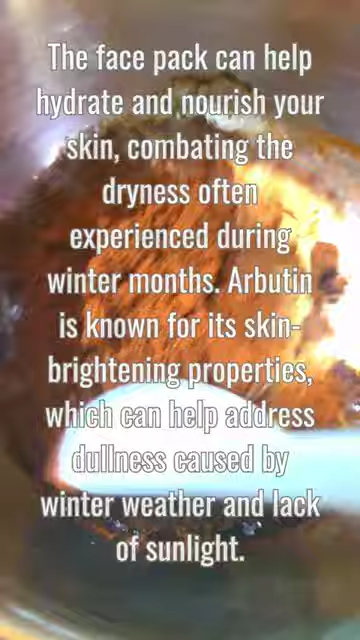 The face pack can help
hydrate and nourish your
skin, combating the
dryness often
experienced during
winter months. Arbutin
is known for its skin-
brightening properties,
which can help address
dullness caused by
winter weather and lack
of sunlight.